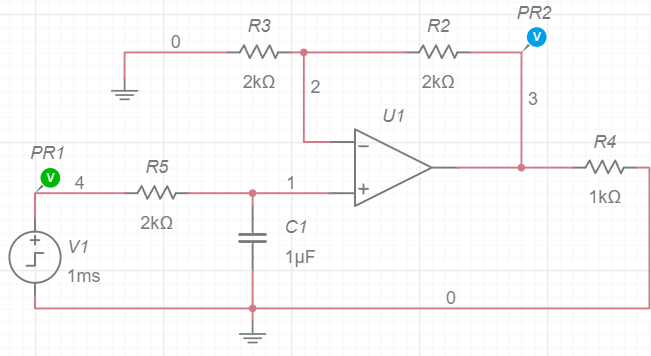 PR2
R3
R2
V
0
2kΩ
2kΩ
2
3
U1
R4
PR1
V
R5
4
1
1kΩ
2kΩ
C1
V1
1µF
1ms
0